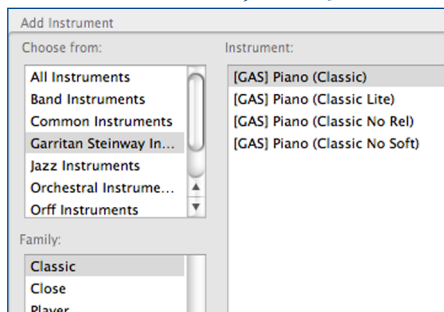 Add Instrument
Choose from:
All Instruments
Band Instruments
Common Instruments
Garritan Steinway In...
Jazz Instruments
Orchestral Instrume...
Orff Instruments
Family:
Classic
Close
Player
Instrument:
[GAS] Piano (Classic)
[GAS] Piano (Classic Lite)
[GAS] Piano (Classic No Rel)
[GAS] Piano (Classic No Soft)